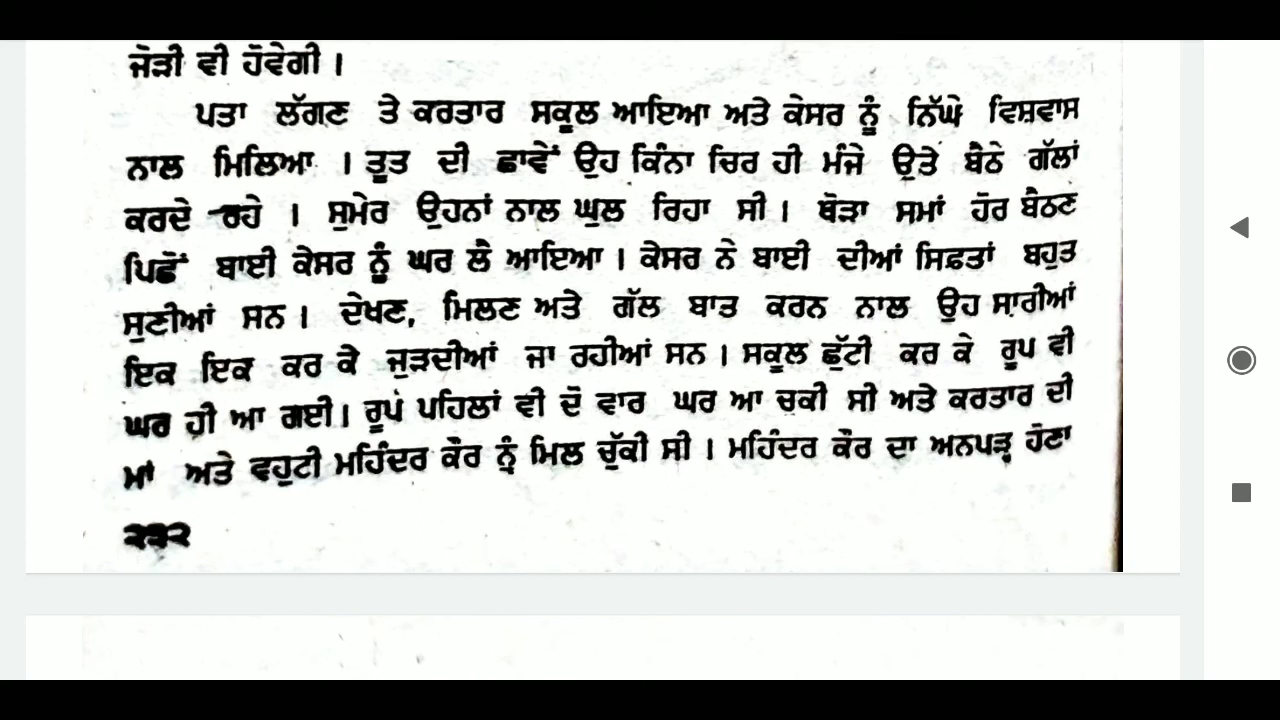 ਜੋੜੀ ਵੀ ਹੋਵੇਗੀ ।
ਪਤਾ ਲੱਗਣ ਤੇ ਕਰਤਾਰ ਸਕੂਲ ਆਇਆ ਅਤੇ ਕੇਸਰ ਨੂੰ ਨਿੱਘੇ ਵਿਸ਼ਵਾਸ
ਨਾਲ ਮਿਲਿਆ । ਤੂਤ ਦੀ ਛਾਵੇਂ ਉਹ ਕਿੰਨਾ ਚਿਰ ਹੀ ਮੰਜੇ ਉਤੇ ਬੈਠੇ ਗੱਲਾਂ
ਕਰਦੇ ਰਹੇ । ਸੁਮੇਰ ਉਹਨਾਂ ਨਾਲ ਘੁਲ ਰਿਹਾ ਸੀ । ਥੋੜਾ ਸਮਾਂ ਹੋਰ ਬੈਠਣ
ਪਿਛੋਂ ਬਾਈ ਕੇਸਰ ਨੂੰ ਘਰ ਲੈ ਆਇਆ । ਕੇਸਰ ਨੇ ਬਾਈ ਦੀਆਂ ਸਿਫ਼ਤਾਂ ਬਹੁਤ
ਸੁਣੀਆਂ ਸਨ । ਦੇਖਣ, ਮਿਲਣ ਅਤੇ ਗੱਲ ਬਾਤ ਕਰਨ ਨਾਲ ਉਹ ਸਾਰੀਆਂ
ਇਕ ਇਕ ਕਰ ਕੇ ਜੁੜਦੀਆਂ ਜਾ ਰਹੀਆਂ ਸਨ । ਸਕੂਲ ਛੁੱਟੀ ਕਰ ਕੇ ਰੂਪ ਵੀ
ਘਰ ਹੀ ਆ ਗਈ । ਰੂਪੇ ਪਹਿਲਾਂ ਵੀ ਦੋ ਵਾਰ ਘਰ ਆ ਚੁਕੀ ਸੀ ਅਤੇ ਕਰਤਾਰ ਦੀ
ਮਾਂ ਅਤੇ ਵਹੁਟੀ ਮਹਿੰਦਰ ਕੌਰ ਨੂੰ ਮਿਲ ਚੁੱਕੀ ਸੀ । ਮਹਿੰਦਰ ਕੌਰ ਦਾ ਅਨਪੜ੍ਹ ਹੋਣਾ
੨੩੨